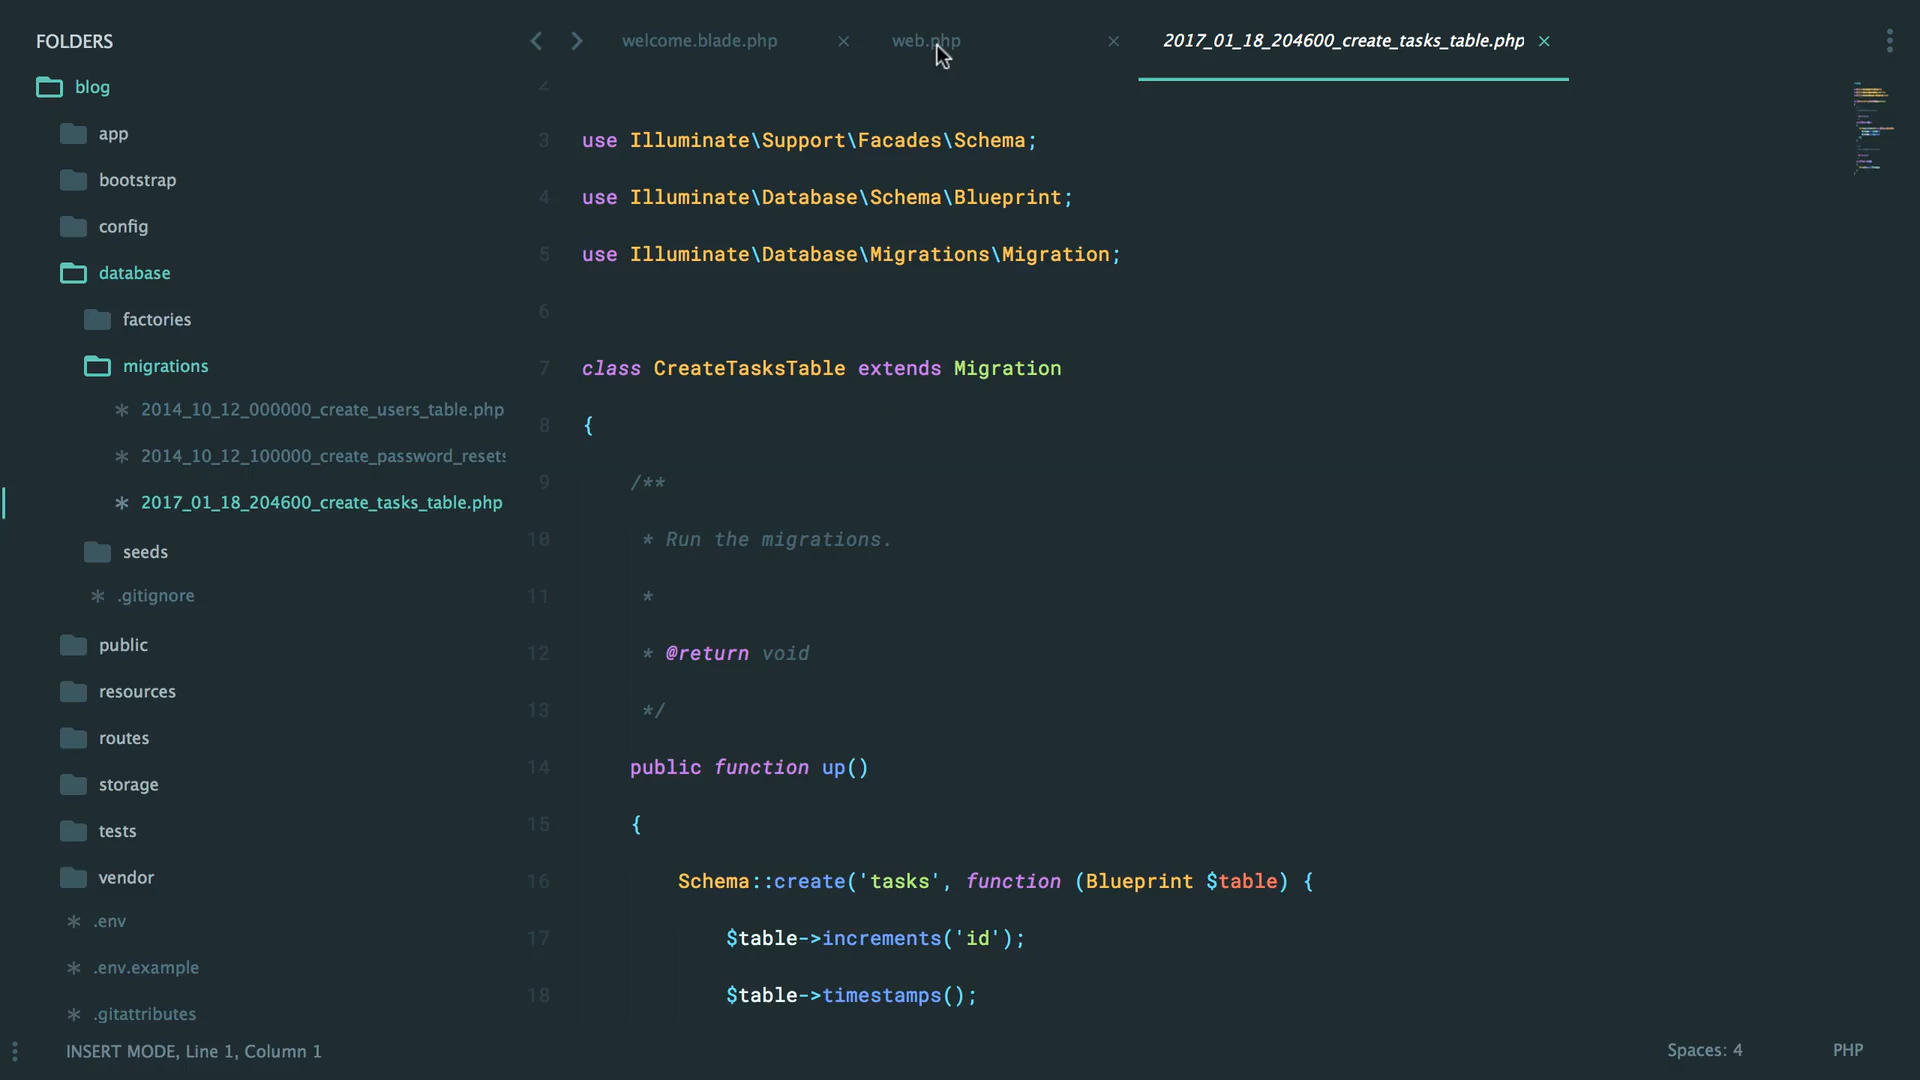 FOLDERS
blog
app
bootstrap
config
database
factories
migrations
2014_10_12_000000_create_users_table.php
2014_10_12_100000_create_password_resets
2017_01_18_204600_create_tasks_table.php
seeds
.gitignore
public
resources
routes
storage
tests
vendor
.env
.env.example
.gitattributes
welcome.blade.php
web.php
2017_01_18_204600_create_tasks_table.php
2
3 use Illuminate\Support\Facades\Schema;
4 use Illuminate\Database\Schema\Blueprint;
5 use Illuminate\Database\Migrations\Migration;
6
7 class CreateTasksTable extends Migration
8 {
9 /**
10 * Run the migrations.
11 *
12 * @return void
13 */
14 public function up()
15 {
16 Schema::create('tasks', function (Blueprint $table) {
17 $table->increments('id');
18 $table->timestamps();
INSERT MODE, Line 1, Column 1
Spaces: 4
PHP